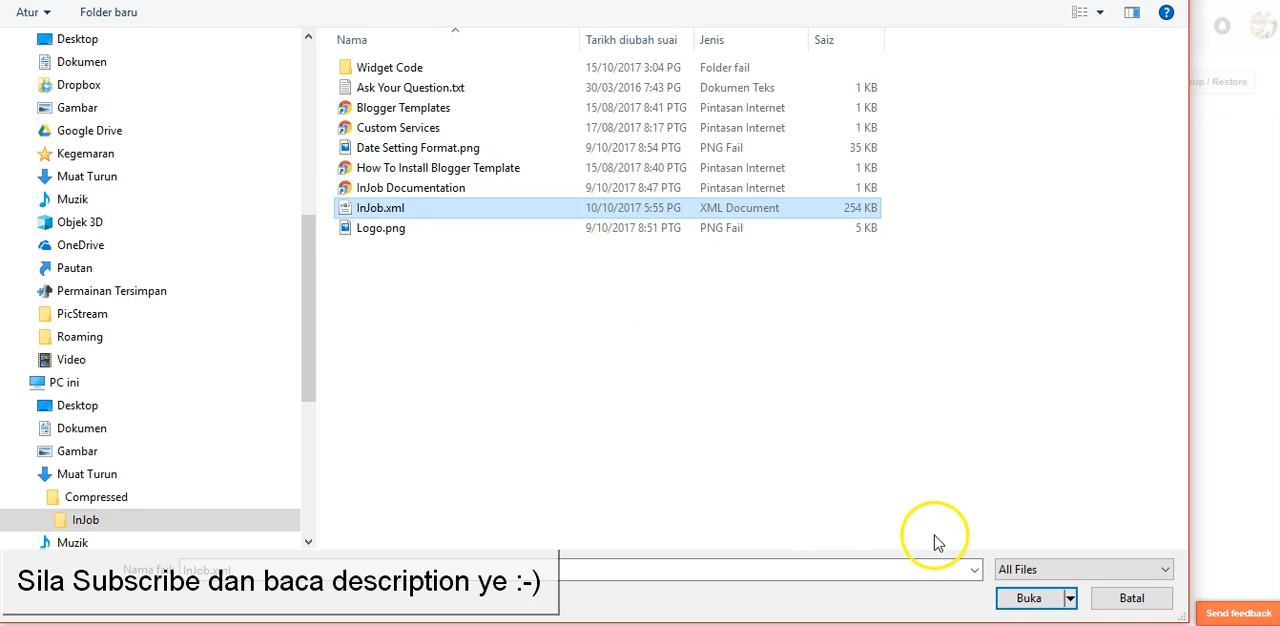 Atur Folder baru
kup / Restore
Desktop
Dokumen
Dropbox
Gambar
Google Drive
Kegemaran
Muat Turun
Muzik
Objek 3D
OneDrive
Pautan
Permainan Tersimpan
PicStream
Roaming
Video
PC ini
Desktop
Dokumen
Gambar
Muat Turun
Compressed
InJob
Muzik
Nama Tarikh diubah suai Jenis Saiz
Widget Code 15/10/2017 3:04 PG Folder fail
Ask Your Question.txt 30/03/2016 7:43 PG Dokumen Teks 1 KB
Blogger Templates 15/08/2017 8:41 PTG Pintasan Internet 1 KB
Custom Services 17/08/2017 8:17 PTG Pintasan Internet 1 KB
Date Setting Format.png 9/10/2017 8:54 PTG PNG Fail 35 KB
How To Install Blogger Template 15/08/2017 8:40 PTG Pintasan Internet 1 KB
InJob Documentation 9/10/2017 8:47 PTG Pintasan Internet 1 KB
InJob.xml 10/10/2017 5:55 PG XML Document 254 KB
Logo.png 9/10/2017 8:51 PTG PNG Fail 5 KB
Nama fail InJob.xml All Files
Sila Subscribe dan baca description ye :-)
Buka Batal
Send feedback